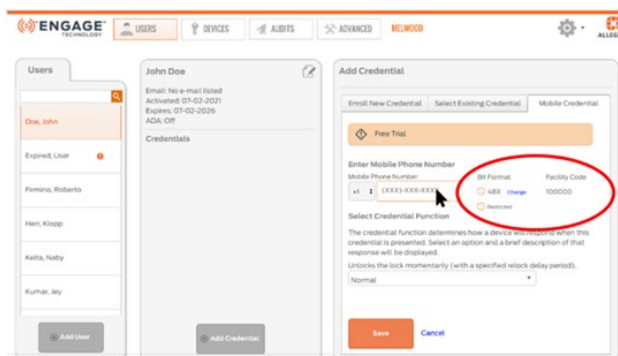 ENGAGE
TECHNOLOGY
USERS
DEVICES
AUDITS
ADVANCED
MELWOOD
ALLEG
Users
Doe, John
Expired, User
Firmino, Roberto
Herr, Klopp
Keita, Naby
Kumar, Jey
Add User
John Doe
Email: No e-mail listed
Activated: 07-02-2021
Expires: 07-02-2026
ADA: Off
Credentials
Add Credential
Add Credential
Enroll New Credential Select Existing Credential Mobile Credential
Free Trial
Enter Mobile Phone Number
Mobile Phone Number Bit Format Facility Code
+1 (XXX)-XXX-XXXX 48X Change 100000
Restricted
Select Credential Function
The credential function determines how a device will respond when this
credential is presented. Select an option and a brief description of that
response will be displayed.
Unlocks the lock momentarily (with a specified relock delay period).
Normal
Save Cancel